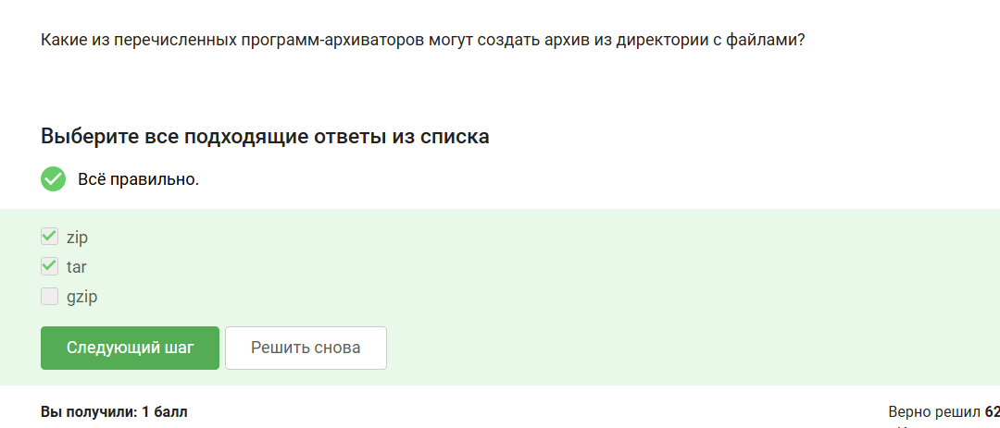 Какие из перечисленных программ-архиваторов могут создать архив из директории с файлами?
Выберите все подходящие ответы из списка
Всё правильно.
zip
tar
gzip
Следующий шаг Решить снова
Вы получили: 1 балл Верно решил 62